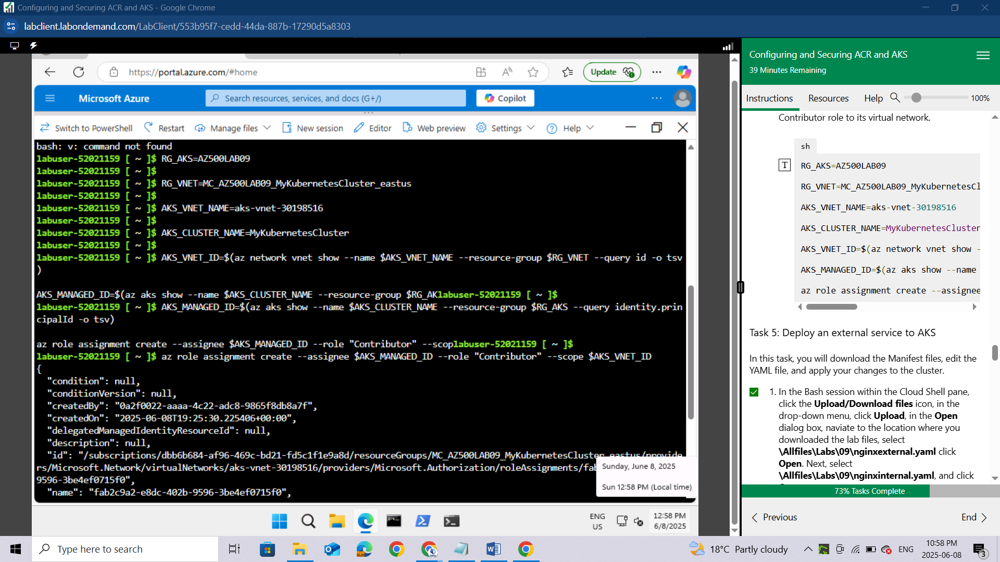 Configuring and Securing ACR and AKS - Google Chrome
labclient.labondemand.com/LabClient/553b95f7-cedd-44da-887b-17290d5a8303
https://portal.azure.com/#home
Update
Microsoft Azure
Search resources, services, and docs (G+/)
Copilot
Switch to PowerShell
Restart
Manage files
New session
Editor
Web preview
Settings
Help
bash: v: command not found
labuser-52021159 [ ~ ]$ RG_AKS=AZ500LAB09
labuser-52021159 [ ~ ]$
labuser-52021159 [ ~ ]$ RG_VNET=MC_AZ500LAB09_MyKubernetesCluster_eastus
labuser-52021159 [ ~ ]$
labuser-52021159 [ ~ ]$ AKS_VNET_NAME=aks-vnet-30198516
labuser-52021159 [ ~ ]$
labuser-52021159 [ ~ ]$ AKS_CLUSTER_NAME=MyKubernetesCluster
labuser-52021159 [ ~ ]$
labuser-52021159 [ ~ ]$ AKS_VNET_ID=$(az network vnet show --name $AKS_VNET_NAME --resource-group $RG_VNET --query id -o tsv
)
AKS_MANAGED_ID=$(az aks show --name $AKS_CLUSTER_NAME --resource-group $RG_AKlabuser-52021159 [ ~ ]$
labuser-52021159 [ ~ ]$ AKS_MANAGED_ID=$(az aks show --name $AKS_CLUSTER_NAME --resource-group $RG_AKS --query identity.prin
cipalId -o tsv)
az role assignment create --assignee $AKS_MANAGED_ID --role "Contributor" --scoplabuser-52021159 [ ~ ]$
labuser-52021159 [ ~ ]$ az role assignment create --assignee $AKS_MANAGED_ID --role "Contributor" --scope $AKS_VNET_ID
{
"condition": null,
"conditionVersion": null,
"createdBy": "0a2f0022-aaaa-4c22-adc8-9865f8db8a7f",
"createdOn": "2025-06-08T19:25:30.225406+00:00",
"delegatedManagedIdentityResourceId": null,
"description": null,
"id": "/subscriptions/dbb6b684-af96-469c-bd21-fd5c1f1e9a8d/resourceGroups/MC_AZ500LAB09_MyKubernetesCluster_eastus/provide
rs/Microsoft.Network/virtualNetworks/aks-vnet-30198516/providers/Microsoft.Authorization/roleAssignments/fab
9596-3be4ef0715f0",
"name": "fab2c9a2-e8dc-402b-9596-3be4ef0715f0",
Sunday, June 8, 2025
Sun 12:58 PM (Local time)
ENG
US
12:58 PM
6/8/2025
Configuring and Securing ACR and AKS
39 Minutes Remaining
Instructions
Resources
Help
100%
Contributor role to its virtual network.
sh
T
RG_AKS=AZ500LAB09
RG_VNET=MC_AZ500LAB09_MyKubernetesCl
AKS_VNET_NAME=aks-vnet-30198516
AKS_CLUSTER_NAME=MyKubernetesCluster
AKS_VNET_ID=$(az network vnet show -
AKS_MANAGED_ID=$(az aks show --name
az role assignment create --assignee
Task 5: Deploy an external service to AKS
In this task, you will download the Manifest files, edit the
YAML file, and apply your changes to the cluster.
1. In the Bash session within the Cloud Shell pane,
click the Upload/Download files icon, in the
drop-down menu, click Upload, in the Open
dialog box, naviate to the location where you
downloaded the lab files, select
\Allfiles\Labs\09\nginxexternal.yaml click
Open. Next, select
\Allfiles\Labs\09\nginxinternal.yaml, and click
73% Tasks Complete
Previous
End
Type here to search
18°C Partly cloudy
ENG
10:58 PM
2025-06-08
3